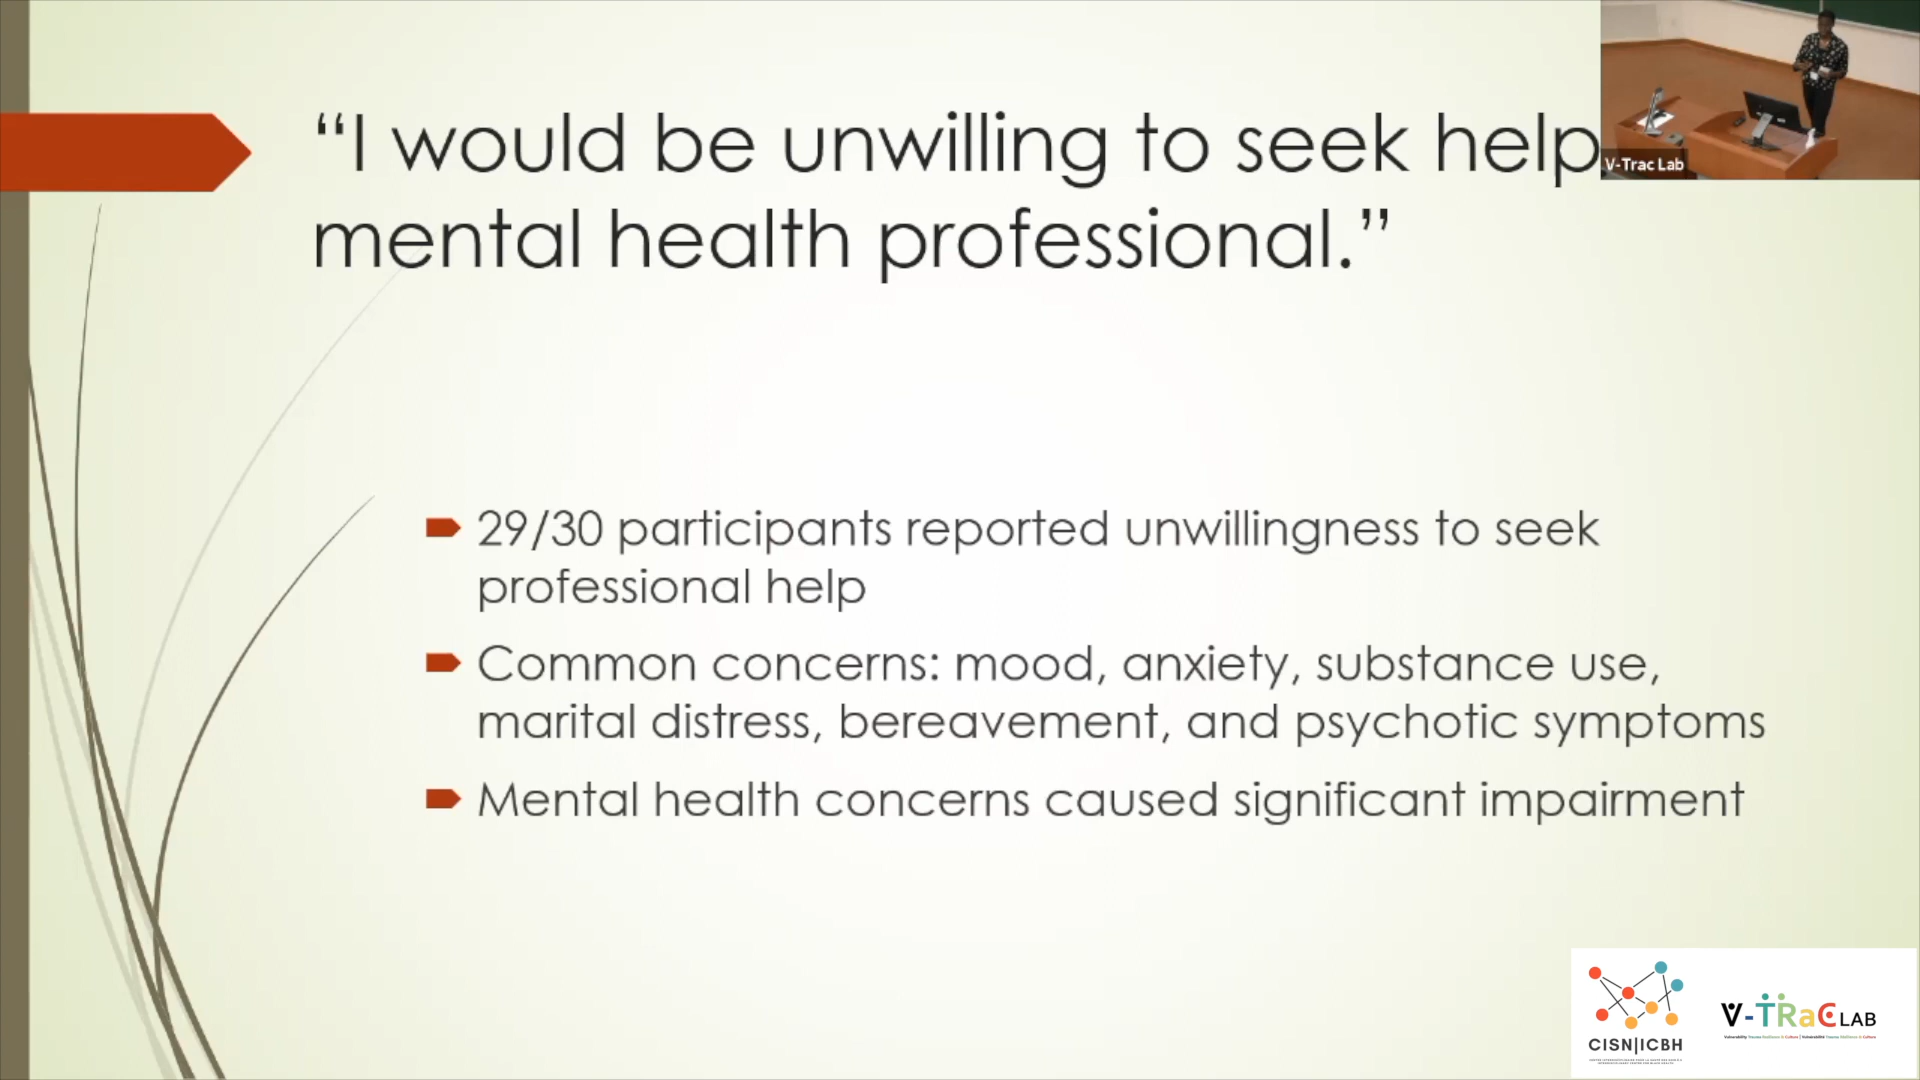 “I would be unwilling to seek help
mental health professional.”
V-Trac Lab
29/30 participants reported unwillingness to seek
professional help
Common concerns: mood, anxiety, substance use,
marital distress, bereavement, and psychotic symptoms
Mental health concerns caused significant impairment
CISN|ICBH
V-TRaC LAB